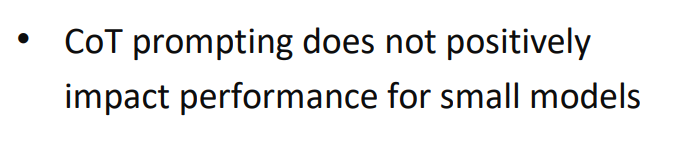 • CoT prompting does not positively
impact performance for small models